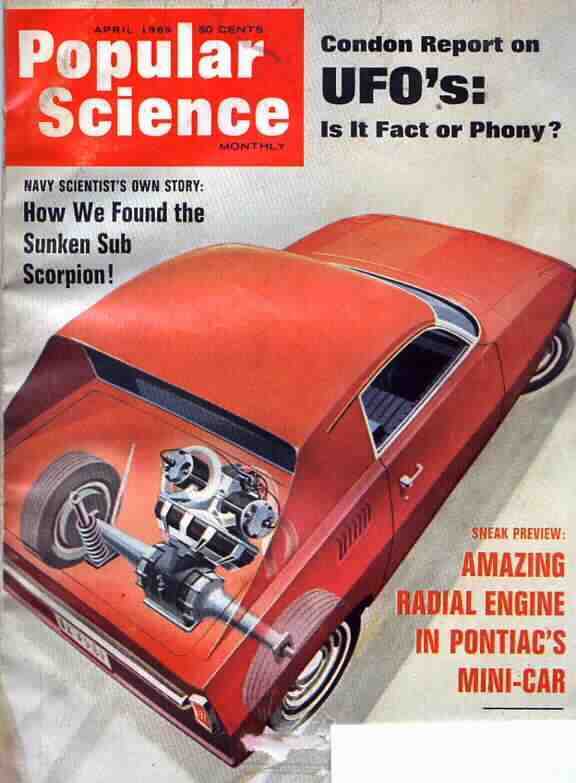 APRIL 1969 50 CENTS
Popular
Science
MONTHLY
Condon Report on
UFO's:
Is It Fact or Phony?
NAVY SCIENTIST'S OWN STORY:
How We Found the
Sunken Sub
Scorpion!
SNEAK PREVIEW:
AMAZING
RADIAL ENGINE
IN PONTIAC'S
MINI-CAR